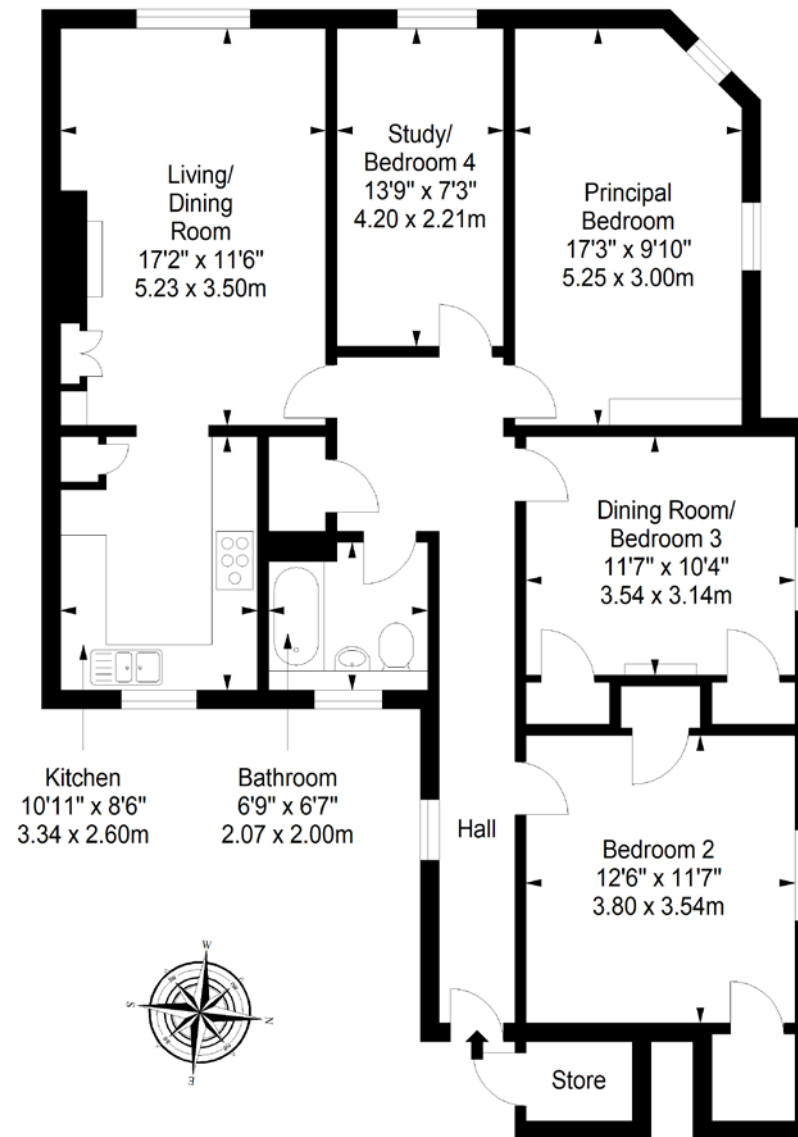 Living/
Dining
Room
17'2" x 11'6"
5.23 x 3.50m
Study/
Bedroom 4
13'9" x 7'3"
4.20 x 2.21m
Principal
Bedroom
17'3" x 9'10"
5.25 x 3.00m
Dining Room/
Bedroom 3
11'7" x 10'4"
3.54 x 3.14m
Kitchen
10'11" x 8'6"
3.34 x 2.60m
Bathroom
6'9" x 6'7"
2.07 x 2.00m
Hall
Bedroom 2
12'6" x 11'7"
3.80 x 3.54m
W
S
N
E
Store